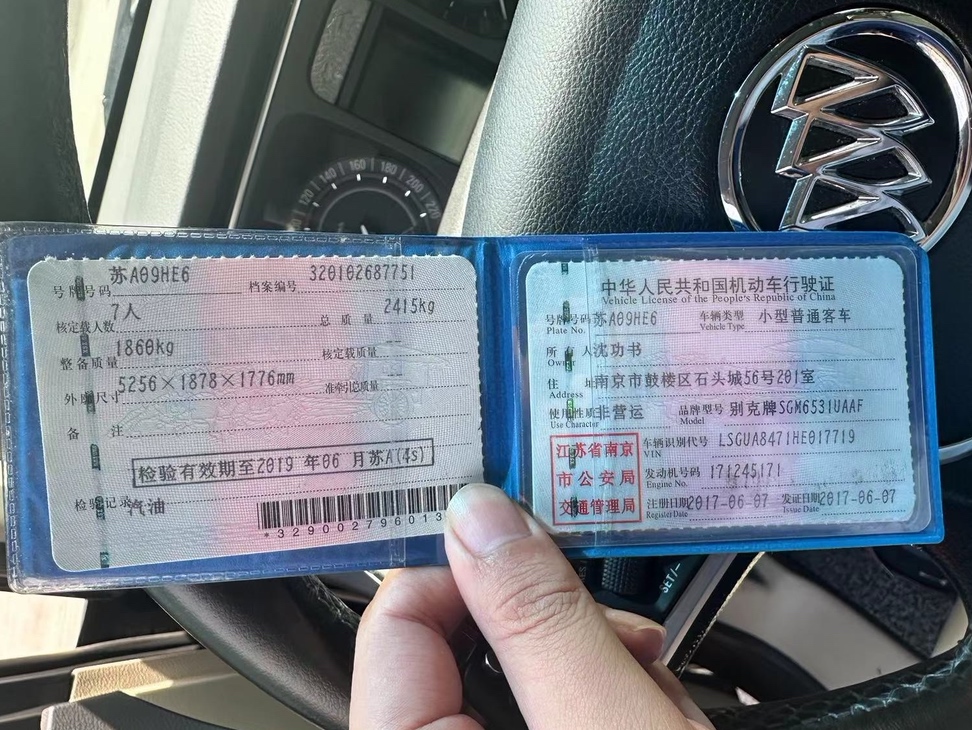 苏A09HE6
320102687751
号牌号码
档案编号
7人
2415kg
核定载人数
总质量
1860kg
--
整备质量
核定载质量
5256×1878×1776mm
--
外廓尺寸
准牵引总质量
备注
检验有效期至2019年06月苏A(4s)
检验记录
汽油
*329002796013
中华人民共和国机动车行驶证
Vehicle License of the People's Republic of China
号牌号码 苏A09HE6 车辆类型 小型普通客车
Plate No. Vehicle Type
所有人 沈功书
Owner
住址 南京市鼓楼区石头城56号201室
Address
使用性质 非营运 品牌型号 别克牌SGM6531UAAF
Use Character Model
江苏省南京
市公安局
交通管理局
车辆识别代号 LSGUA8471HE017719
VIN
发动机号码 171245171
Engine No.
注册日期 2017-06-07 发证日期 2017-06-07
Register Date Issue Date
120 140 160 180 200 220
SET/-